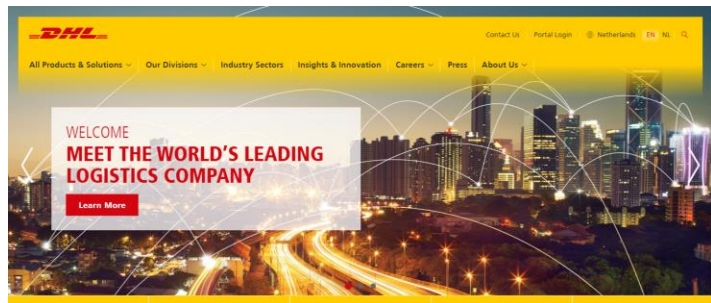 DHL
Contact Us Portal Login Netherlands EN NL
All Products & Solutions Our Divisions Industry Sectors Insights & Innovation Careers Press About Us
WELCOME
MEET THE WORLD'S LEADING
LOGISTICS COMPANY
Learn More